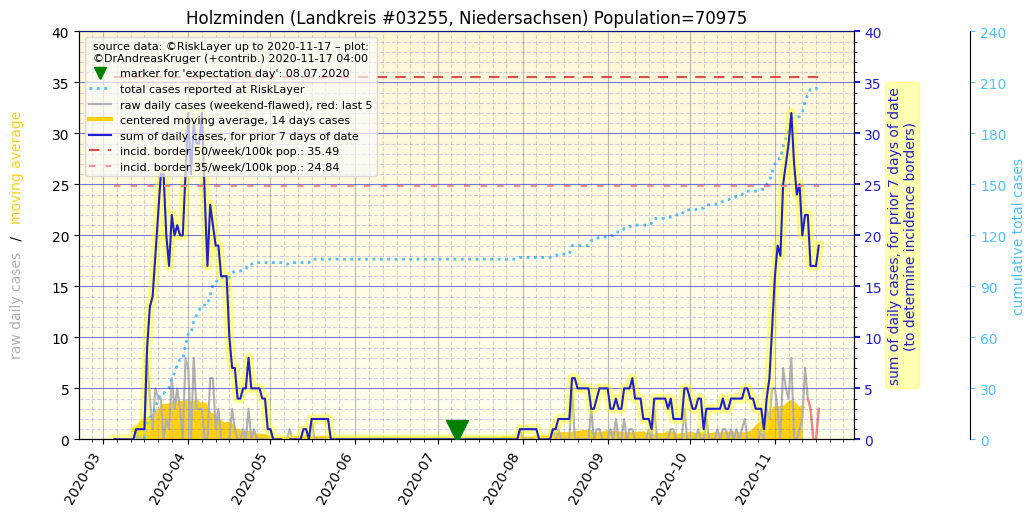 Holzminden (Landkreis #03255, Niedersachsen) Population=70975
source data: ©RiskLayer up to 2020-11-17 – plot:
©DrAndreasKruger (+contrib.) 2020-11-17 04:00
marker for 'expectation day': 08.07.2020
total cases reported at RiskLayer
raw daily cases (weekend-flawed), red: last 5
centered moving average, 14 days cases
sum of daily cases, for prior 7 days of date
incid. border 50/week/100k pop.: 35.49
incid. border 35/week/100k pop.: 24.84
raw daily cases / moving average
40
35
30
25
20
15
10
5
0
2020-03
2020-04
2020-05
2020-06
2020-07
2020-08
2020-09
2020-10
2020-11
40
35
30
25
20
15
10
5
0
sum of daily cases, for prior 7 days of date
(to determine incidence borders)
240
210
180
150
120
90
60
30
0
cumulative total cases